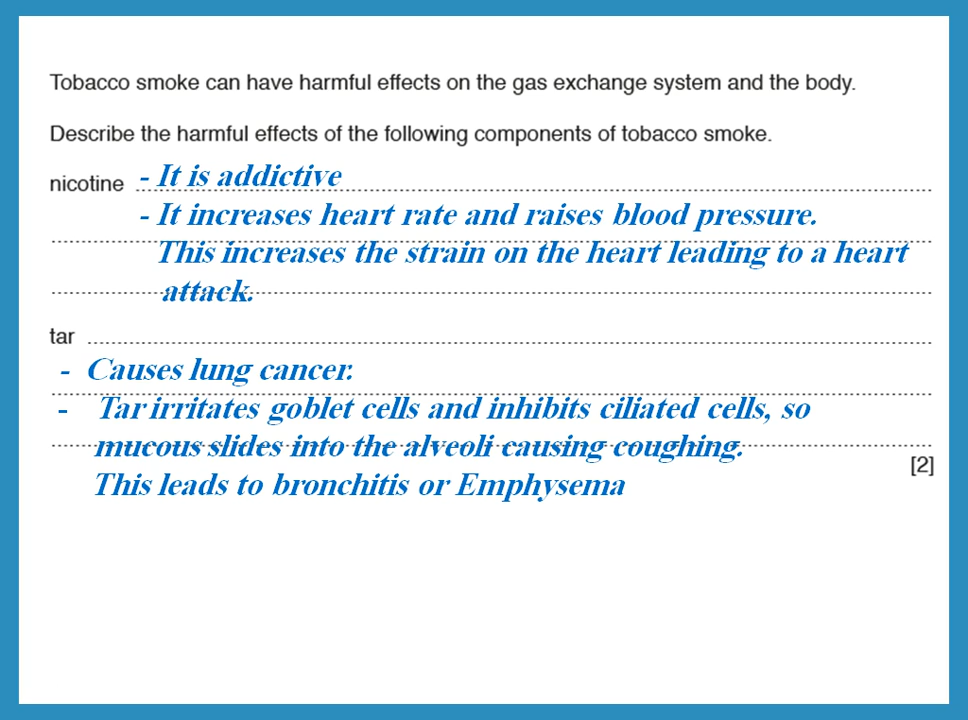 Tobacco smoke can have harmful effects on the gas exchange system and the body.
Describe the harmful effects of the following components of tobacco smoke.
nicotine - It is addictive
- It increases heart rate and raises blood pressure.
This increases the strain on the heart leading to a heart
attack.
tar
- Causes lung cancer.
- Tar irritates goblet cells and inhibits ciliated cells, so
mucous slides into the alveoli causing coughing.
[2]
This leads to bronchitis or Emphysema